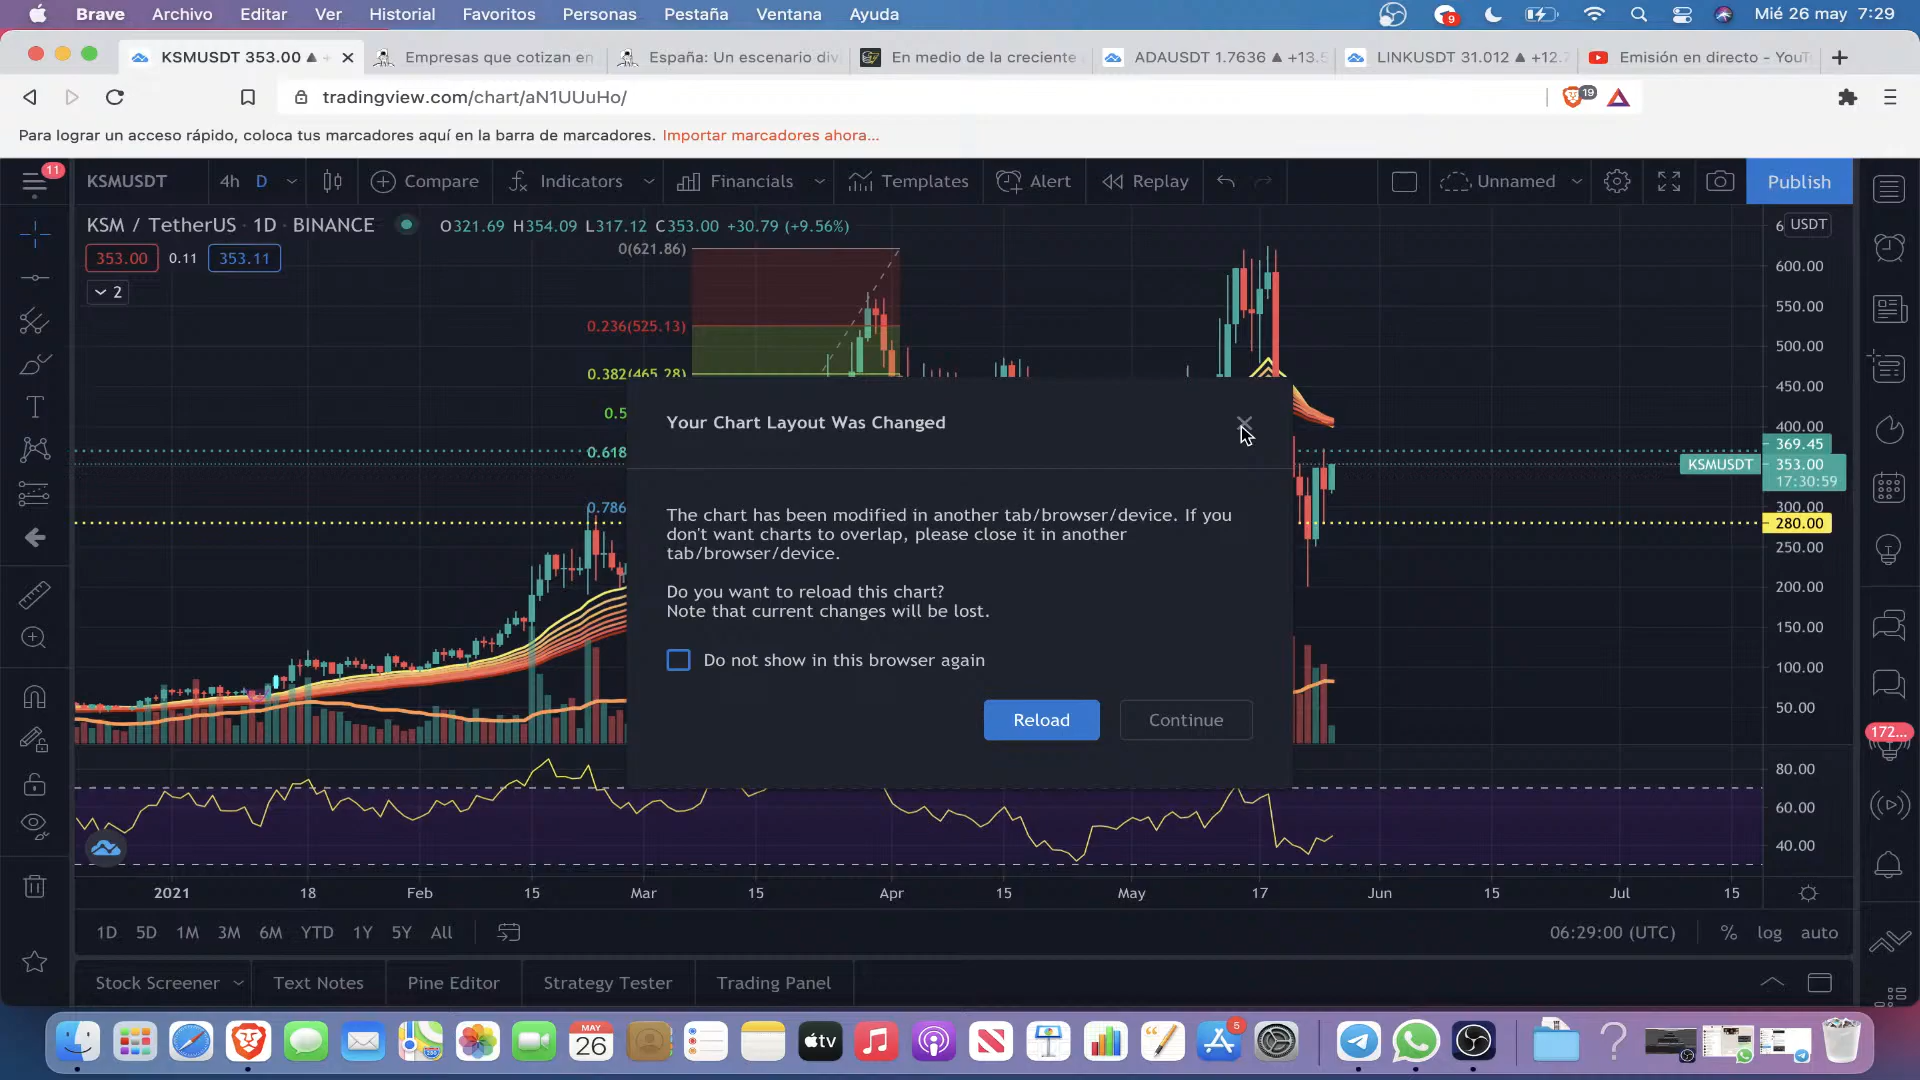 Brave Archivo Editar Ver Historial Favoritos Personas Pestaña Ventana Ayuda 9 Mié 26 may 7:29
KSMUSDT 353.00 ▲ Empresas que cotizan en España: Un escenario div En medio de la creciente ADAUSDT 1.7636 ▲ +13.5 LINKUSDT 31.012 ▲ +12.7 Emisión en directo - YouT
tradingview.com/chart/aN1UUuHo/ 19
Para lograr un acceso rápido, coloca tus marcadores aquí en la barra de marcadores. Importar marcadores ahora...
11 KSMUSDT 4h D Compare Indicators Financials Templates Alert Replay Unnamed Publish
KSM / TetherUS · 1D · BINANCE O321.69 H354.09 L317.12 C353.00 +30.79 (+9.56%) USDT
353.00 0.11 353.11
2
0(621.86)
0.236(525.13)
0.382(465.28)
0.5
0.618
0.786
600.00
550.00
500.00
450.00
400.00
369.45
KSMUSDT 353.00
17:30:59
300.00
280.00
250.00
200.00
150.00
100.00
50.00
80.00
60.00
40.00
Your Chart Layout Was Changed
The chart has been modified in another tab/browser/device. If you
don't want charts to overlap, please close it in another
tab/browser/device.
Do you want to reload this chart?
Note that current changes will be lost.
Do not show in this browser again
Reload Continue
172...
2021 18 Feb 15 Mar 15 Apr 15 May 17 Jun 15 Jul 15
1D 5D 1M 3M 6M YTD 1Y 5Y All 06:29:00 (UTC) % log auto
Stock Screener Text Notes Pine Editor Strategy Tester Trading Panel
MAY
26
tv
5